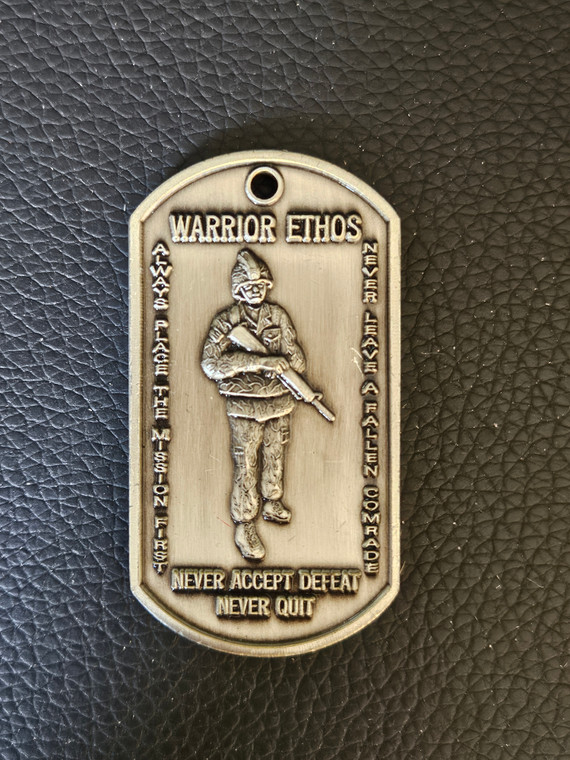 WARRIOR ETHOS
ALWAYS PLACE THE MISSION FIRST
NEVER LEAVE A FALLEN COMRADE
NEVER ACCEPT DEFEAT
NEVER QUIT